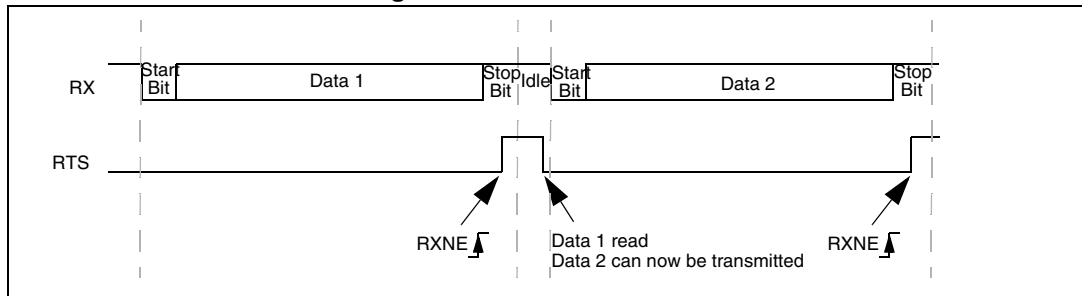 RX
Start Bit
Data 1
Stop Bit
Idle
Start Bit
Data 2
Stop Bit
RTS
RXNE
Data 1 read
Data 2 can now be transmitted
RXNE